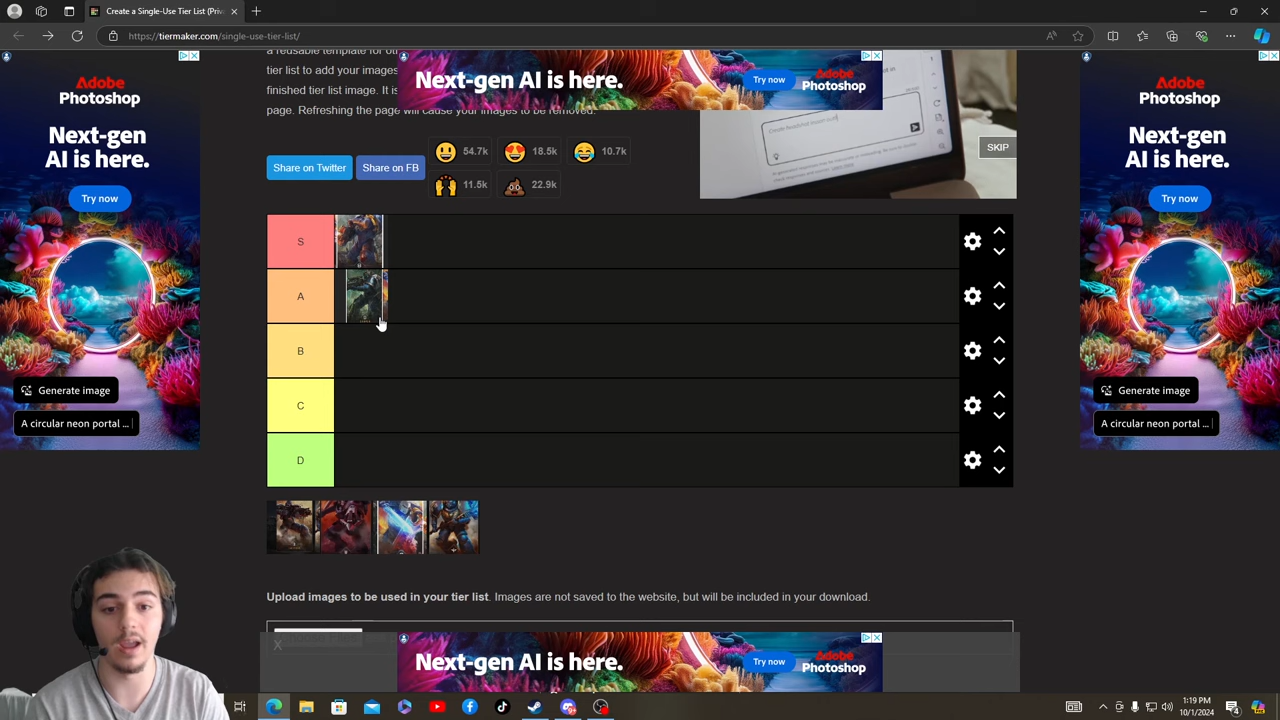 Create a Single-Use Tier List (Priv
https://tiermaker.com/single-use-tier-list/
a reusable template for ot
tier list to add your images
finished tier list image. It is
page. Refreshing the page will cause your images to be removed.
Next-gen AI is here.
Try now
Adobe
Photoshop
Adobe
Photoshop
Next-gen
AI is here.
Try now
Generate image
A circular neon portal ...
SKIP
54.7k
18.5k
10.7k
11.5k
22.9k
Share on Twitter
Share on FB
S
A
B
C
D
Adobe
Photoshop
Next-gen
AI is here.
Try now
Generate image
A circular neon portal ...
Upload images to be used in your tier list. Images are not saved to the website, but will be included in your download.
X
Next-gen AI is here.
Try now
Adobe
Photoshop
1:19 PM
10/1/2024